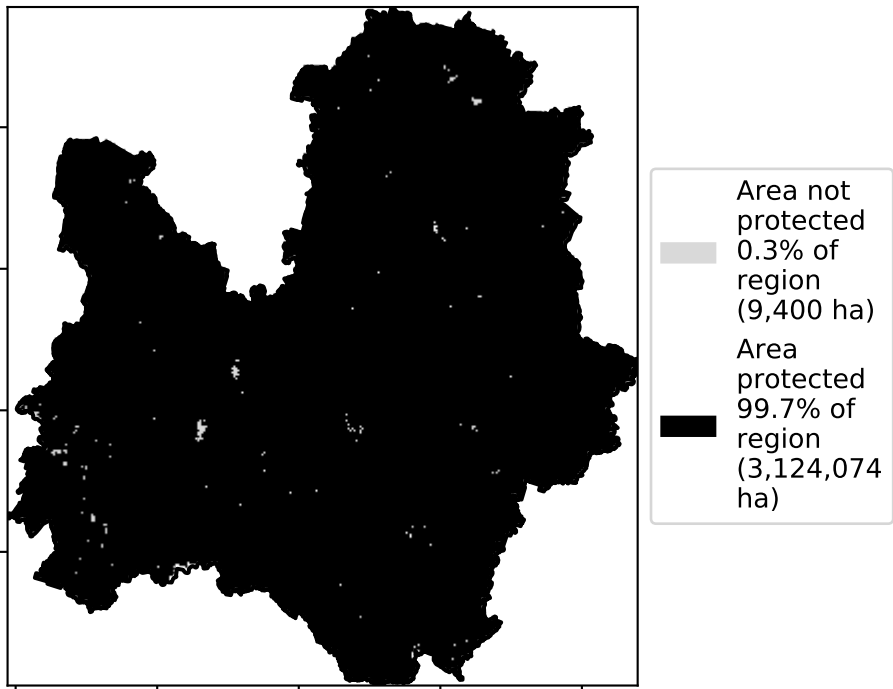 Area not
protected
0.3% of
region
(9,400 ha)
Area
protected
99.7% of
region
(3,124,074
ha)